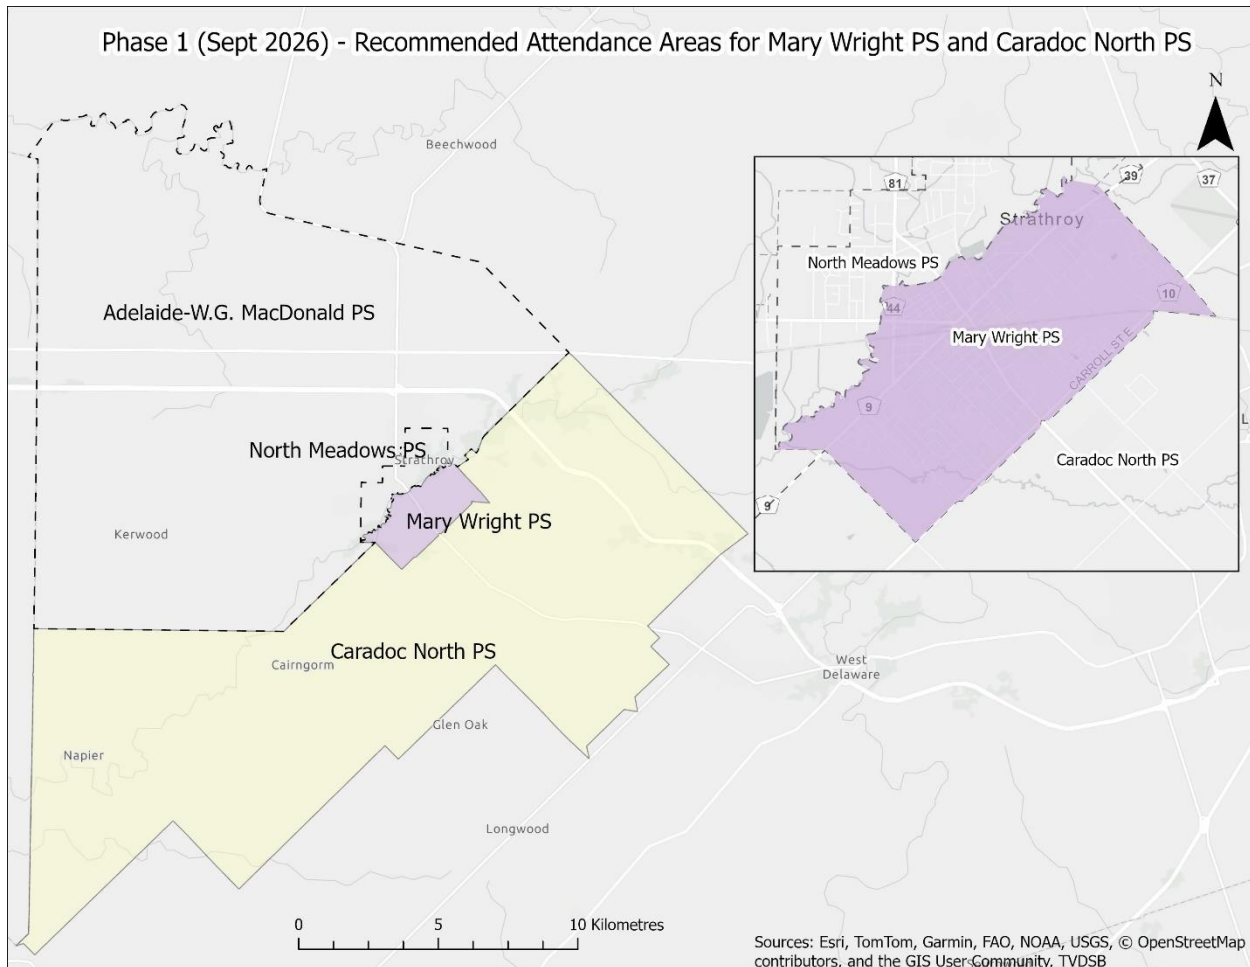 Phase 1 (Sept 2026) - Recommended Attendance Areas for Mary Wright PS and Caradoc North PS
N
Beechwood
Adelaide-W.G. MacDonald PS
North Meadows PS
Strathroy
Mary Wright PS
Kerwood
Caradoc North PS
Cairngorm
Napier
Glen Oak
Longwood
West
Delaware
81
39
37
Strathroy
North Meadows PS
44
10
Mary Wright PS
CARROLL ST E
9
Caradoc North PS
9
L
0 5 10 Kilometres
Sources: Esri, TomTom, Garmin, FAO, NOAA, USGS, © OpenStreetMap
contributors, and the GIS User Community, TVDSB